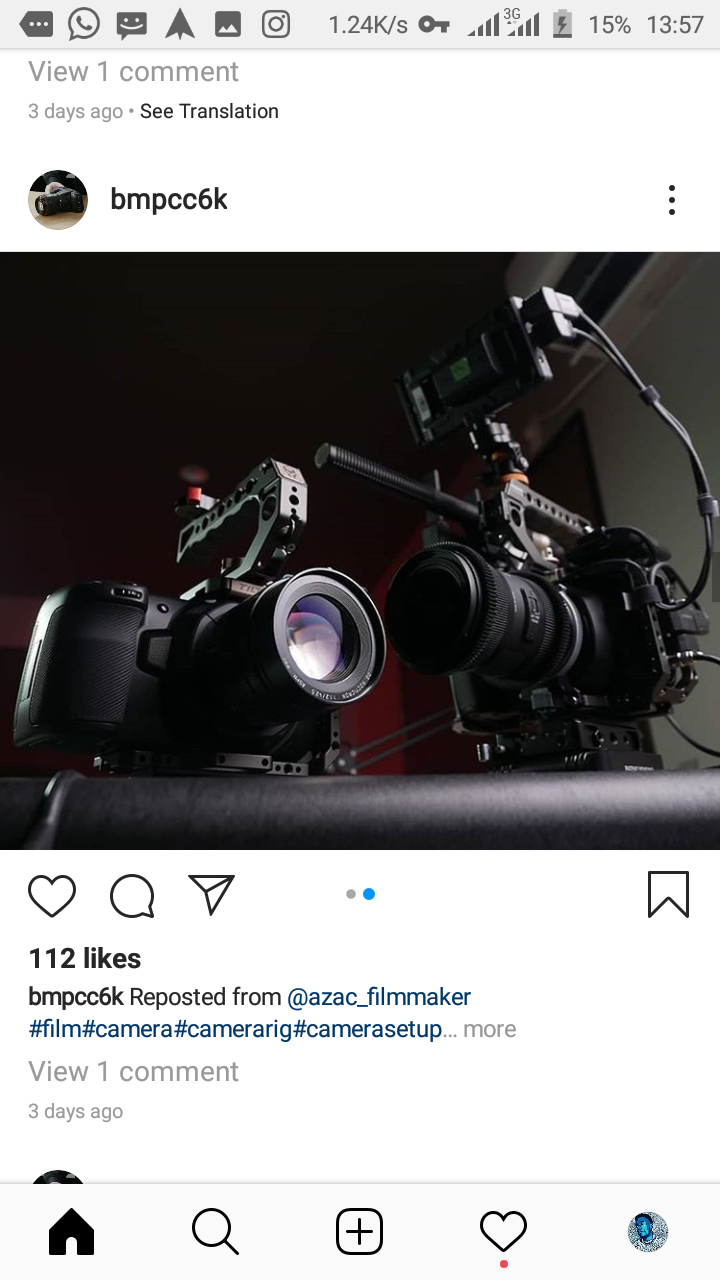 1.24K/s 3G 15% 13:57
View 1 comment
3 days ago • See Translation
bmpcc6k
112 likes
bmpcc6k Reposted from @azac_filmmaker
#film#camera#camerarig#camerasetup... more
View 1 comment
3 days ago